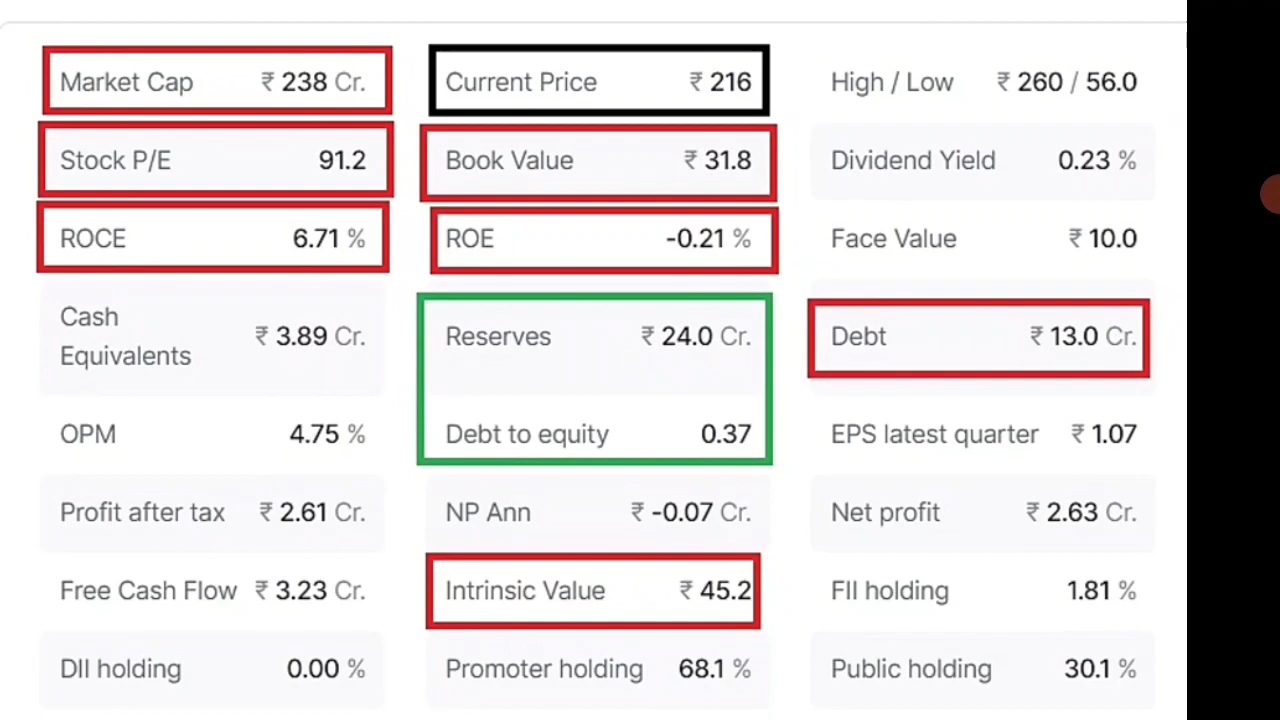 Market Cap ₹ 238 Cr.
Current Price ₹ 216
High / Low ₹ 260 / 56.0
Stock P/E 91.2
Book Value ₹ 31.8
Dividend Yield 0.23 %
ROCE 6.71 %
ROE -0.21 %
Face Value ₹ 10.0
Cash
Equivalents ₹ 3.89 Cr.
Reserves ₹ 24.0 Cr.
Debt ₹ 13.0 Cr.
OPM 4.75 %
Debt to equity 0.37
EPS latest quarter ₹ 1.07
Profit after tax ₹ 2.61 Cr.
NP Ann ₹ -0.07 Cr.
Net profit ₹ 2.63 Cr.
Free Cash Flow ₹ 3.23 Cr.
Intrinsic Value ₹ 45.2
FII holding 1.81 %
DII holding 0.00 %
Promoter holding 68.1 %
Public holding 30.1 %